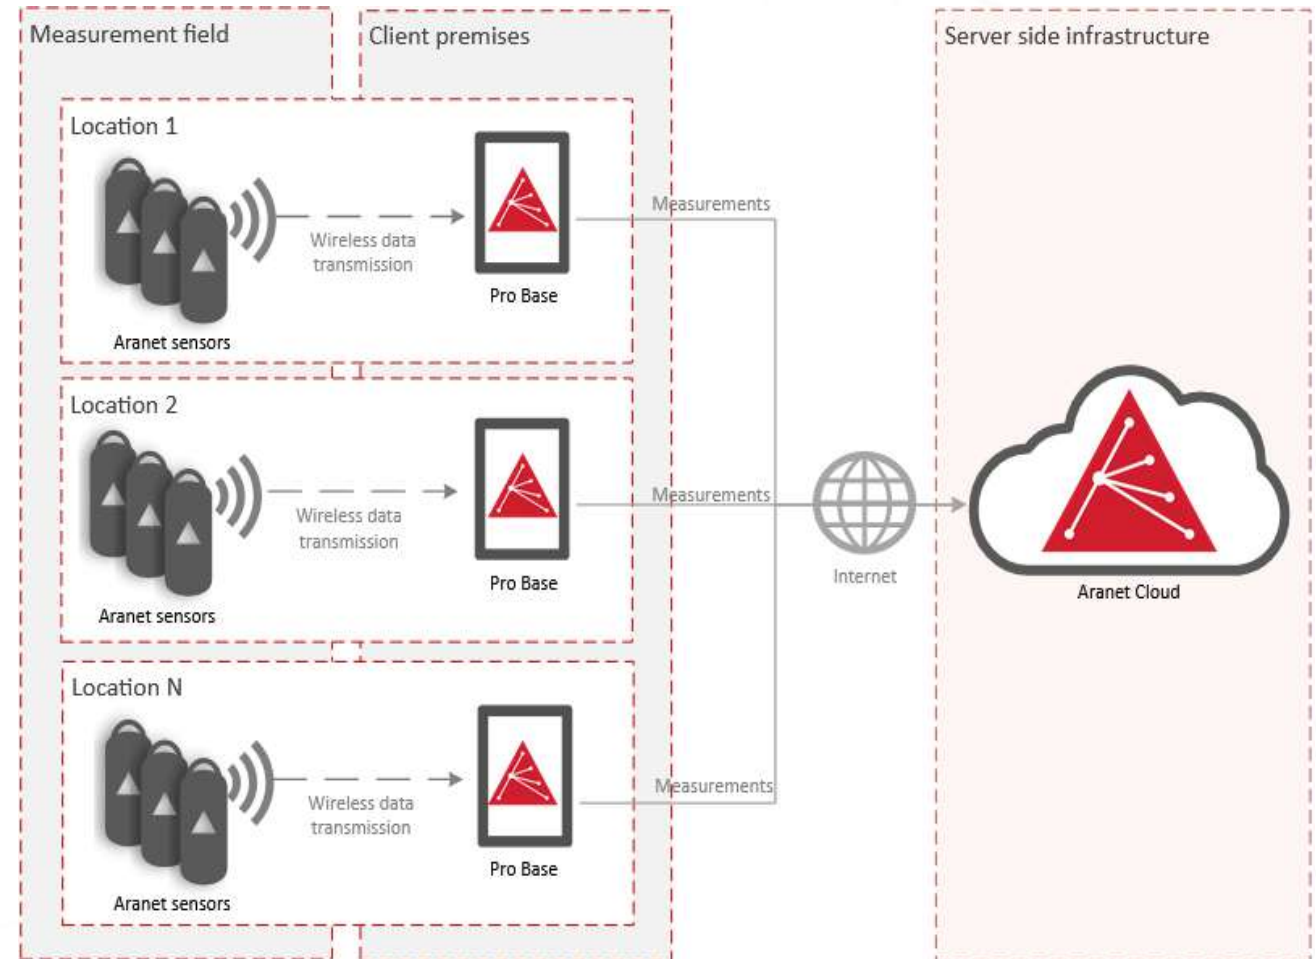 Measurement field
Client premises
Server side infrastructure
Location 1
Wireless data
transmission
Aranet sensors
Pro Base
Measurements
Location 2
Wireless data
transmission
Aranet sensors
Pro Base
Measurements
Internet
Aranet Cloud
Location N
Wireless data
transmission
Aranet sensors
Pro Base
Measurements